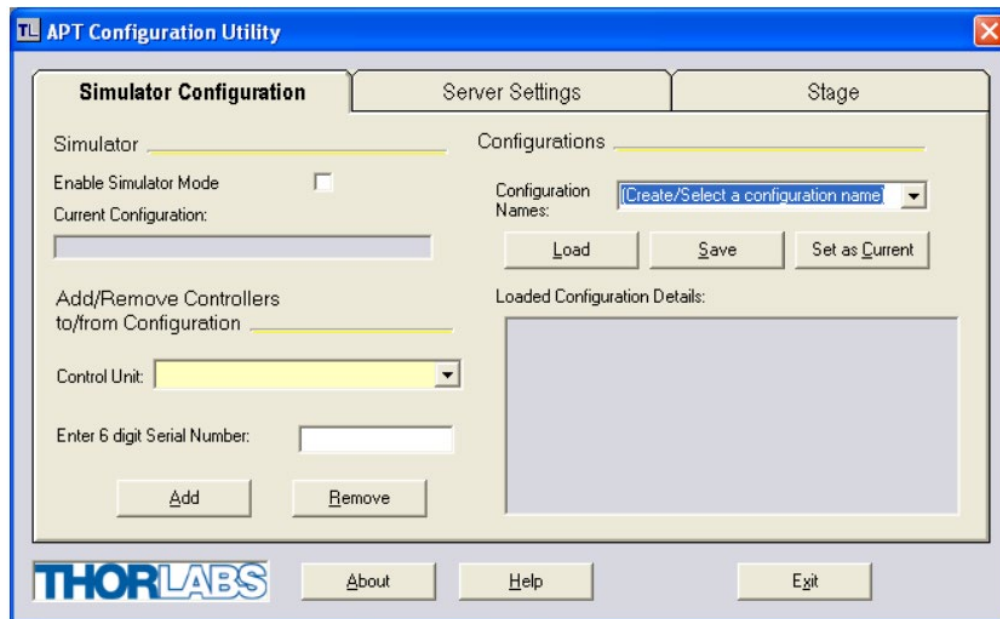 TL APT Configuration Utility
Simulator Configuration
Server Settings
Stage
Simulator
Enable Simulator Mode
Current Configuration:
Add/Remove Controllers
to/from Configuration
Control Unit:
Enter 6 digit Serial Number:
Add
Remove
Configurations
Configuration
Names:
(Create/Select a configuration name)
Load
Save
Set as Current
Loaded Configuration Details:
THORLABS
About
Help
Exit